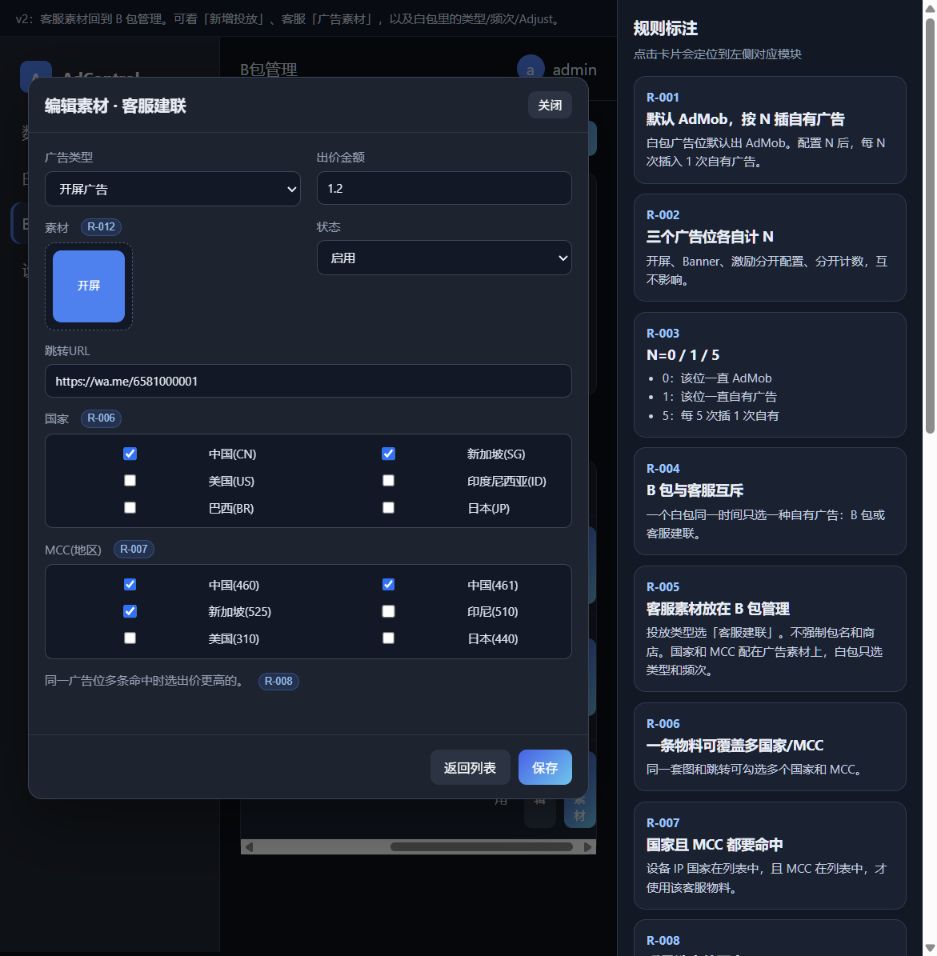 v2：客服素材回到 B 包管理。可看「新增投放」、客服「广告素材」，以及白包里的类型/频次/Adjust。
AdControl
B包管理
a
admin
编辑素材 · 客服建联
关闭
广告类型
出价金额
开屏广告
1.2
素材
R-012
状态
开屏
启用
跳转URL
https://wa.me/6581000001
国家
R-006
中国(CN)
新加坡(SG)
美国(US)
印度尼西亚(ID)
巴西(BR)
日本(JP)
MCC(地区)
R-007
中国(460)
中国(461)
新加坡(525)
印尼(510)
美国(310)
日本(440)
同一广告位多条命中时选出价更高的。
R-008
返回列表
保存
用
辑
素
材
规则标注
点击卡片会定位到左侧对应模块
R-001
默认 AdMob，按 N 插自有广告
白包广告位默认出 AdMob。配置 N 后，每 N
次插入 1 次自有广告。
R-002
三个广告位各自计 N
开屏、Banner、激励分开配置、分开计数，互
不影响。
R-003
N=0 / 1 / 5
• 0：该位一直 AdMob
• 1：该位一直自有广告
• 5：每 5 次插 1 次自有
R-004
B 包与客服互斥
一个白包同一时间只选一种自有广告：B 包或
客服建联。
R-005
客服素材放在 B 包管理
投放类型选「客服建联」。不强制包名和商
店。国家和 MCC 配在广告素材上，白包只选
类型和频次。
R-006
一条物料可覆盖多国家/MCC
同一套图和跳转可勾选多个国家和 MCC。
R-007
国家且 MCC 都要命中
设备 IP 国家在列表中，且 MCC 在列表中，才
使用该客服物料。
R-008